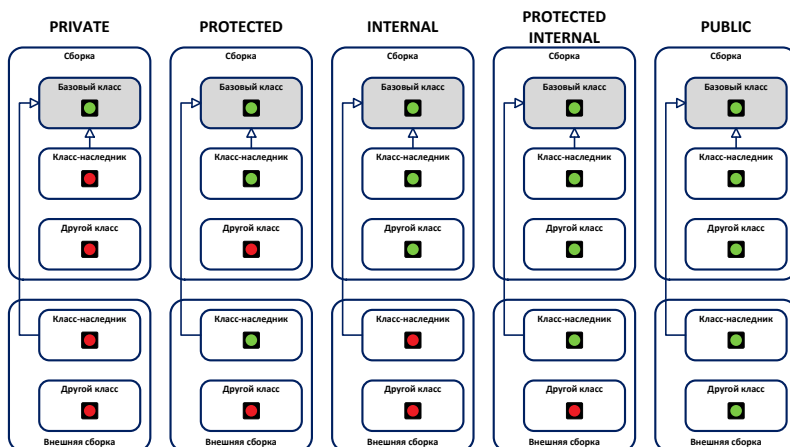 PRIVATE
Сборка
Базовый класс
Класс-наследник
Другой класс
Класс-наследник
Другой класс
Внешняя сборка
PROTECTED
Сборка
Базовый класс
Класс-наследник
Другой класс
Класс-наследник
Другой класс
Внешняя сборка
INTERNAL
Сборка
Базовый класс
Класс-наследник
Другой класс
Класс-наследник
Другой класс
Внешняя сборка
PROTECTED
INTERNAL
Сборка
Базовый класс
Класс-наследник
Другой класс
Класс-наследник
Другой класс
Внешняя сборка
PUBLIC
Сборка
Базовый класс
Класс-наследник
Другой класс
Класс-наследник
Другой класс
Внешняя сборка